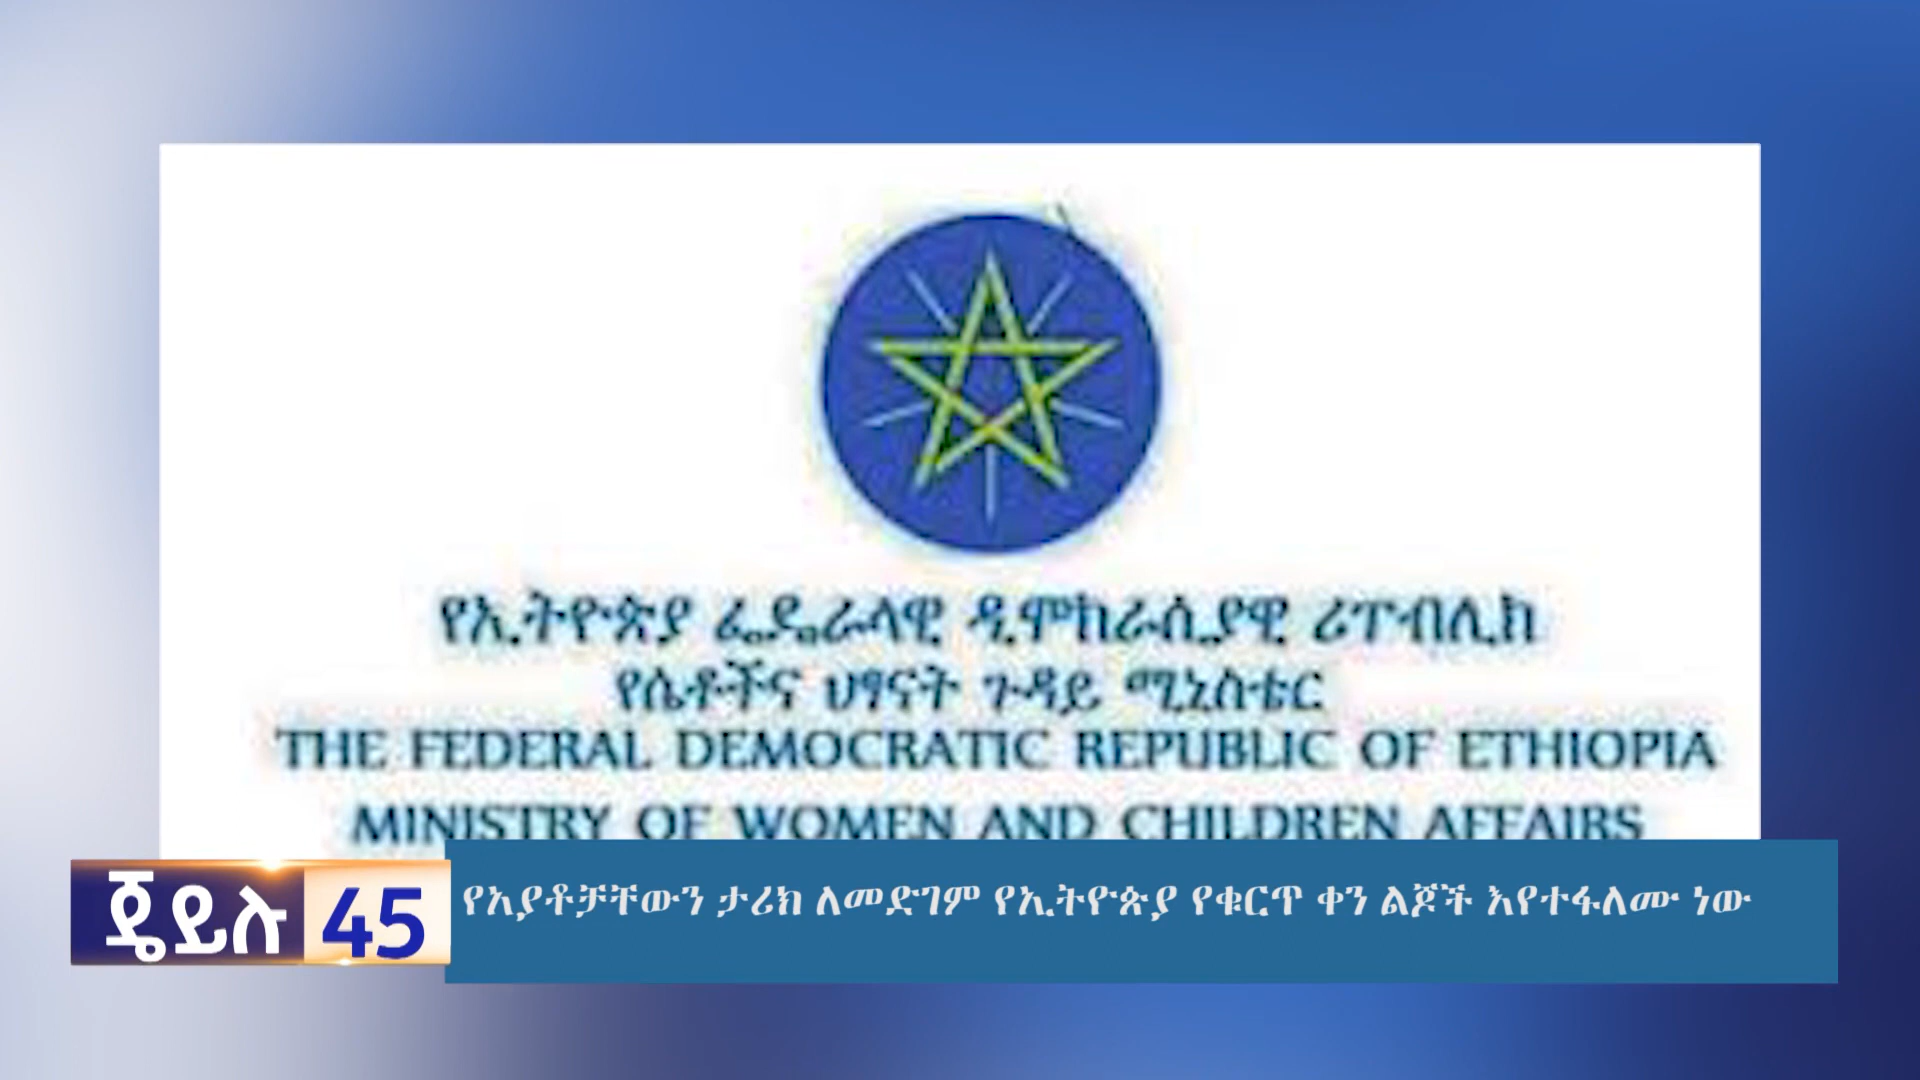 የኢትዮጵያ ፌዴራላዊ ዲሞክራሲያዊ ሪፐብሊክ
የሴቶችና ህፃናት ጉዳይ ሚኒስቴር
THE FEDERAL DEMOCRATIC REPUBLIC OF ETHIOPIA
MINISTRY OF WOMEN AND CHILDREN AFFAIRS
ጄይሉ 45
የአያቶቻቸውን ታሪክ ለመድገም የኢትዮጵያ የቁርጥ ቀን ልጆች እየተፋለሙ ነው